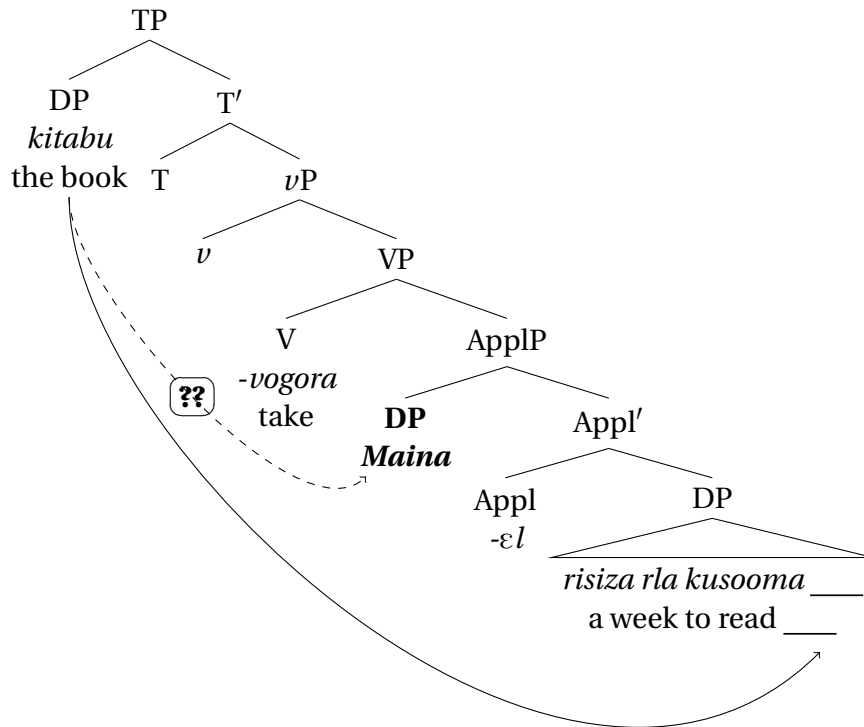 TP
DP
T′
kitabu
the book
T
vP
v
VP
V
ApplP
-vogora
take
??
DP
Appl′
Maina
Appl
DP
-ɛl
risiza rla kusooma ___
a week to read ___